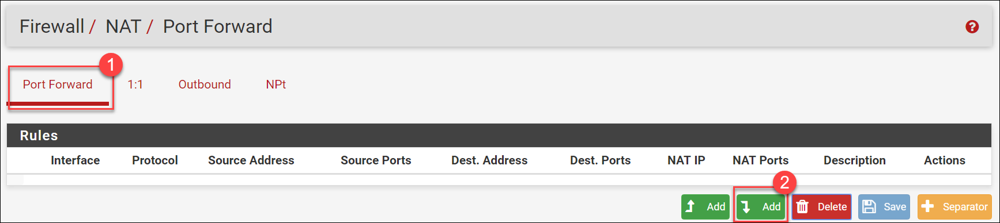 Firewall / NAT / Port Forward
1
Port Forward 1:1 Outbound NPt
Rules
Interface Protocol Source Address Source Ports Dest. Address Dest. Ports NAT IP NAT Ports Description Actions
2
Add Add Delete Save Separator